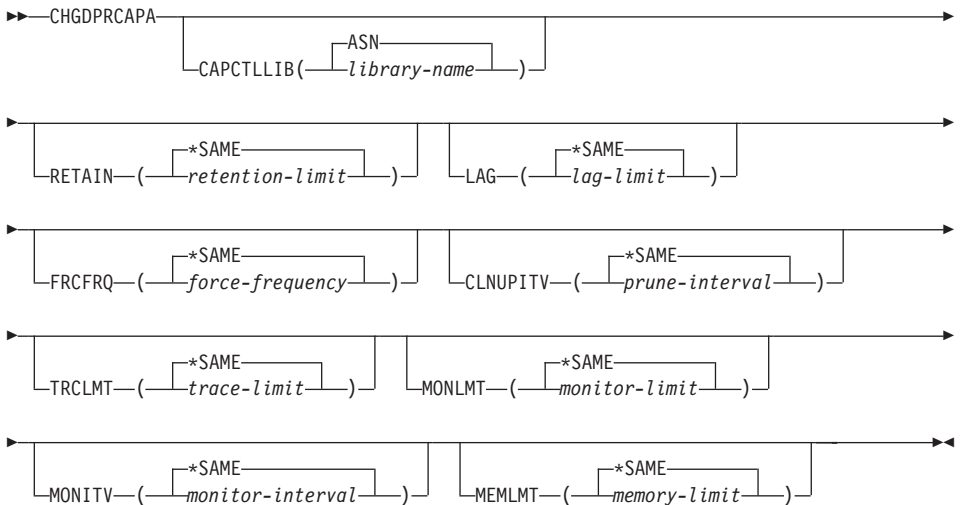 CHGDPRCAPA
ASN
CAPCTLLIB( library-name )
*SAME *SAME
RETAIN ( retention-limit ) LAG ( lag-limit )
*SAME *SAME
FRCFRQ ( force-frequency ) CLNUPITV ( prune-interval )
*SAME *SAME
TRCLMT ( trace-limit ) MONLMT ( monitor-limit )
*SAME *SAME
MONITV ( monitor-interval ) MEMLMT ( memory-limit )